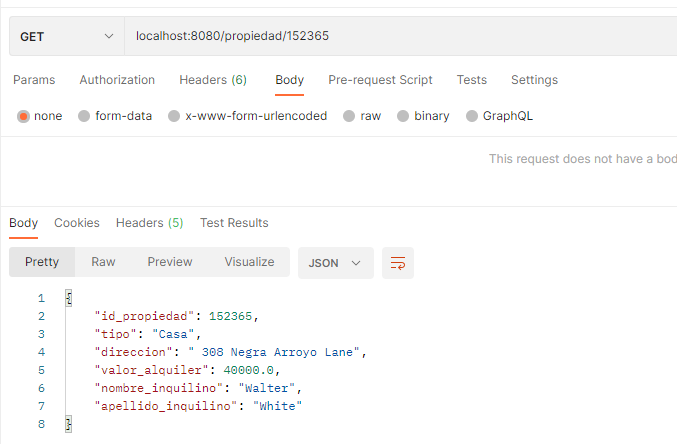 GET localhost:8080/propiedad/152365
Params Authorization Headers (6) Body Pre-request Script Tests Settings
none form-data x-www-form-urlencoded raw binary GraphQL
This request does not have a bod
Body Cookies Headers (5) Test Results
Pretty Raw Preview Visualize JSON
1 {
2 "id_propiedad": 152365,
3 "tipo": "Casa",
4 "direccion": " 308 Negra Arroyo Lane",
5 "valor_alquiler": 40000.0,
6 "nombre_inquilino": "Walter",
7 "apellido_inquilino": "White"
8 }